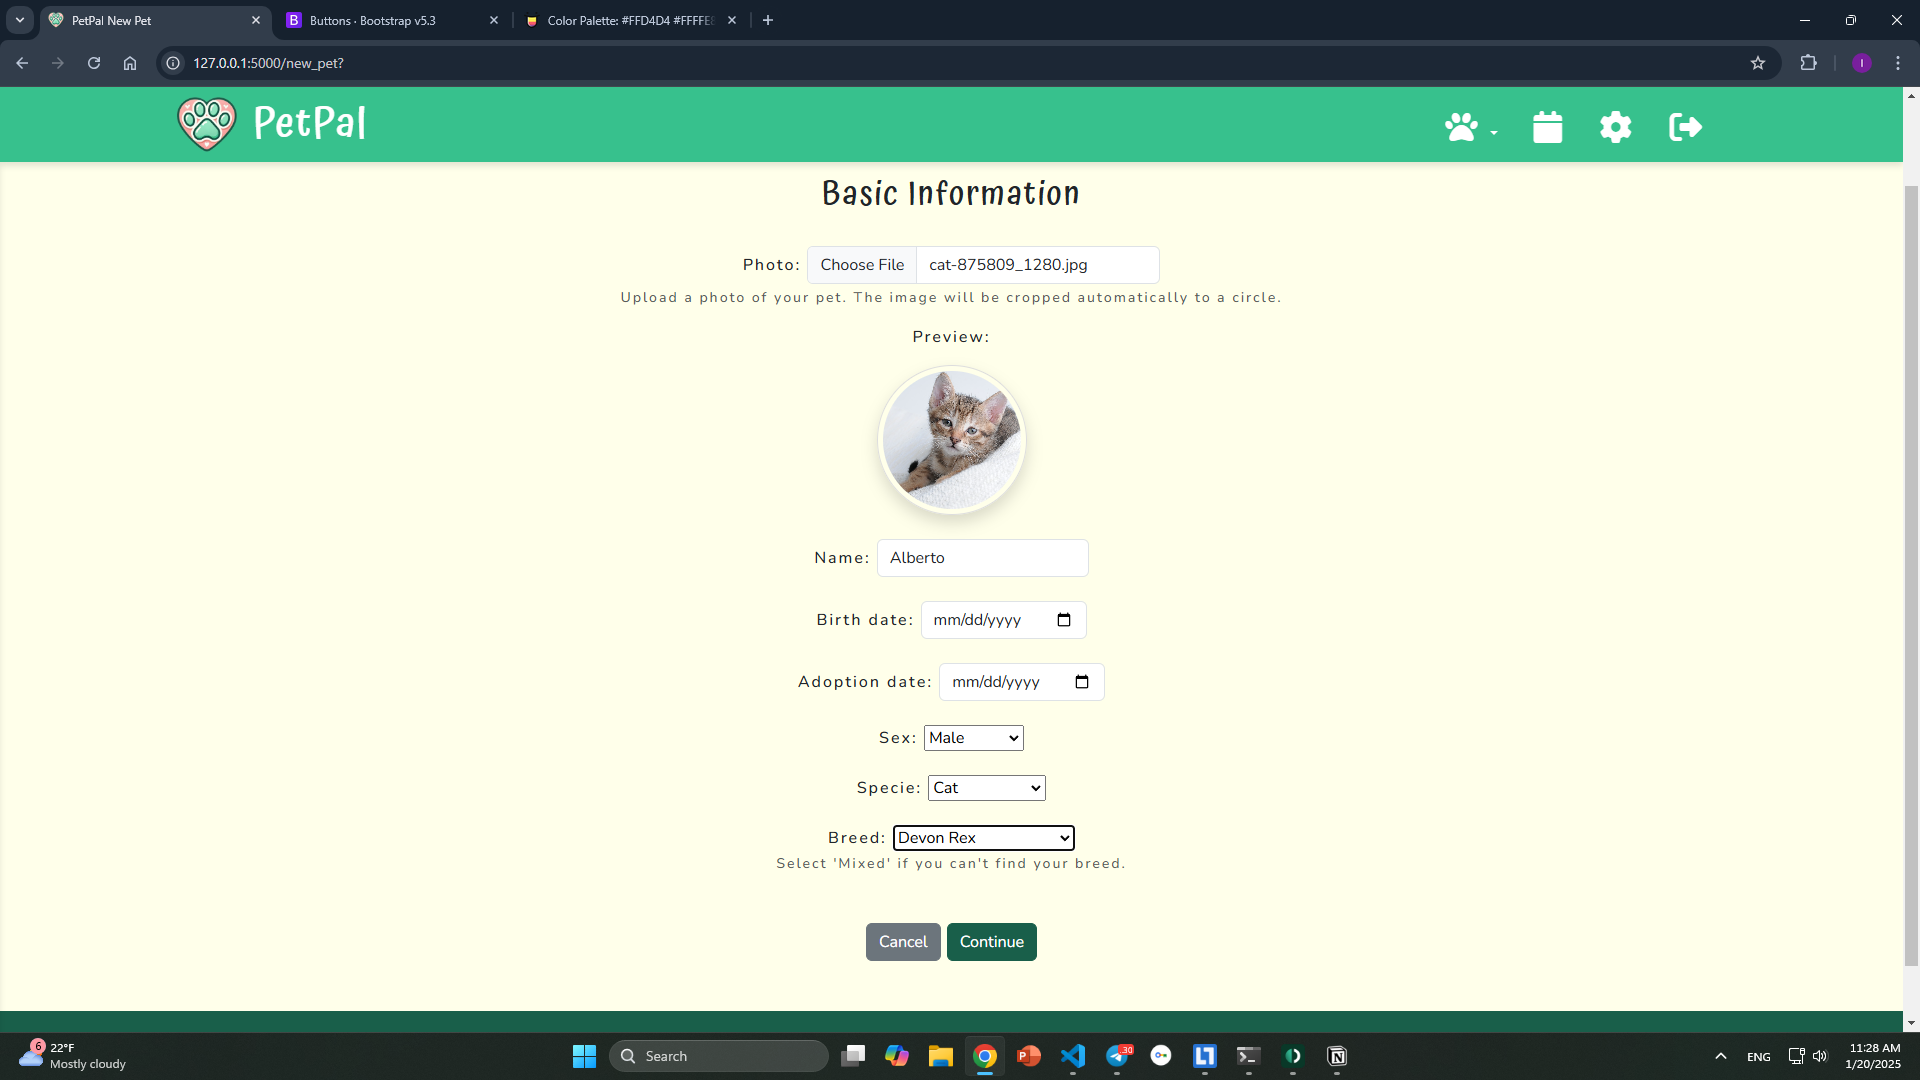 PetPal New Pet
Buttons · Bootstrap v5.3
Color Palette: #FFD4D4 #FFFFE8
127.0.0.1:5000/new_pet?
I
PetPal
Basic Information
Photo: Choose File cat-875809_1280.jpg
Upload a photo of your pet. The image will be cropped automatically to a circle.
Preview:
Name: Alberto
Birth date: mm/dd/yyyy
Adoption date: mm/dd/yyyy
Sex: Male
Specie: Cat
Breed: Devon Rex
Select 'Mixed' if you can't find your breed.
Cancel Continue
6
22°F
Mostly cloudy
Search
30
ENG
11:28 AM
1/20/2025